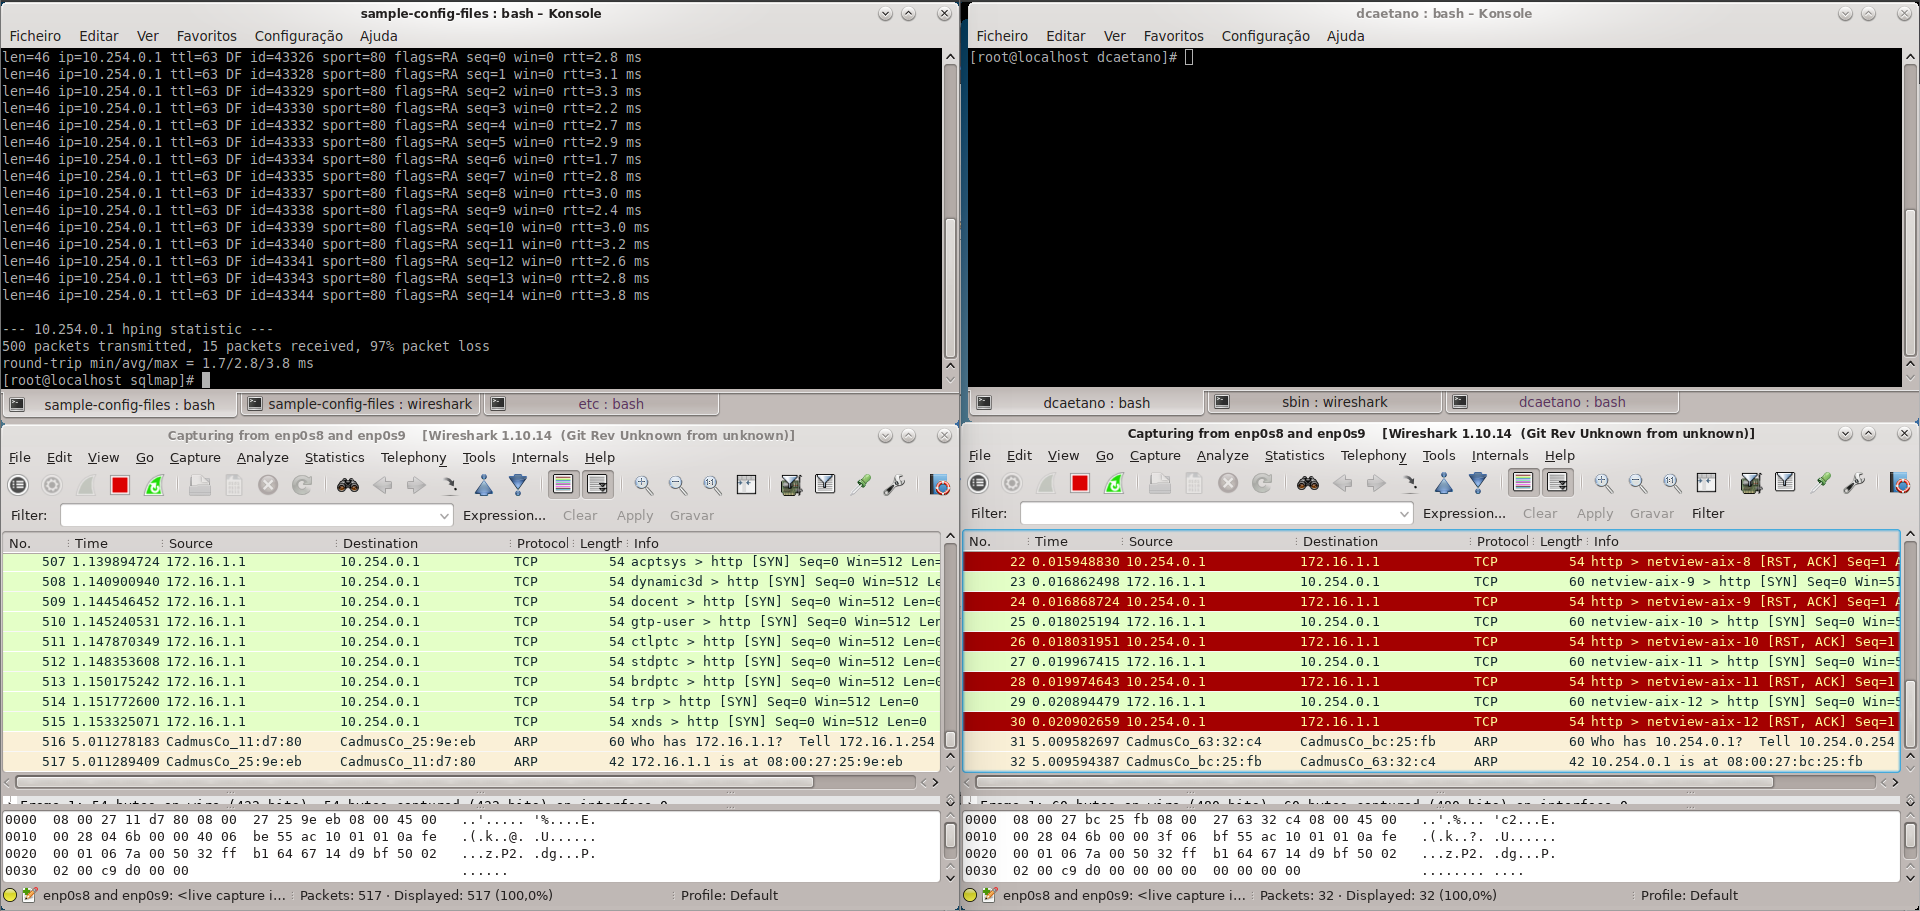 sample-config-files : bash – Konsole
Ficheiro Editar Ver Favoritos Configuração Ajuda
len=46 ip=10.254.0.1 ttl=63 DF id=43326 sport=80 flags=RA seq=0 win=0 rtt=2.8 ms
len=46 ip=10.254.0.1 ttl=63 DF id=43328 sport=80 flags=RA seq=1 win=0 rtt=3.1 ms
len=46 ip=10.254.0.1 ttl=63 DF id=43329 sport=80 flags=RA seq=2 win=0 rtt=3.3 ms
len=46 ip=10.254.0.1 ttl=63 DF id=43330 sport=80 flags=RA seq=3 win=0 rtt=2.2 ms
len=46 ip=10.254.0.1 ttl=63 DF id=43332 sport=80 flags=RA seq=4 win=0 rtt=2.7 ms
len=46 ip=10.254.0.1 ttl=63 DF id=43333 sport=80 flags=RA seq=5 win=0 rtt=2.9 ms
len=46 ip=10.254.0.1 ttl=63 DF id=43334 sport=80 flags=RA seq=6 win=0 rtt=1.7 ms
len=46 ip=10.254.0.1 ttl=63 DF id=43335 sport=80 flags=RA seq=7 win=0 rtt=2.8 ms
len=46 ip=10.254.0.1 ttl=63 DF id=43337 sport=80 flags=RA seq=8 win=0 rtt=3.0 ms
len=46 ip=10.254.0.1 ttl=63 DF id=43338 sport=80 flags=RA seq=9 win=0 rtt=2.4 ms
len=46 ip=10.254.0.1 ttl=63 DF id=43339 sport=80 flags=RA seq=10 win=0 rtt=3.0 ms
len=46 ip=10.254.0.1 ttl=63 DF id=43340 sport=80 flags=RA seq=11 win=0 rtt=3.2 ms
len=46 ip=10.254.0.1 ttl=63 DF id=43341 sport=80 flags=RA seq=12 win=0 rtt=2.6 ms
len=46 ip=10.254.0.1 ttl=63 DF id=43343 sport=80 flags=RA seq=13 win=0 rtt=2.8 ms
len=46 ip=10.254.0.1 ttl=63 DF id=43344 sport=80 flags=RA seq=14 win=0 rtt=3.8 ms
--- 10.254.0.1 hping statistic ---
500 packets transmitted, 15 packets received, 97% packet loss
round-trip min/avg/max = 1.7/2.8/3.8 ms
[root@localhost sqlmap]#
sample-config-files : bash sample-config-files : wireshark etc : bash
dcaetano : bash – Konsole
Ficheiro Editar Ver Favoritos Configuração Ajuda
[root@localhost dcaetano]#
dcaetano : bash sbin : wireshark dcaetano : bash
Capturing from enp0s8 and enp0s9 [Wireshark 1.10.14 (Git Rev Unknown from unknown)]
File Edit View Go Capture Analyze Statistics Telephony Tools Internals Help
Filter: Expression... Clear Apply Gravar
No. Time Source Destination Protocol Length Info
507 1.139894724 172.16.1.1 10.254.0.1 TCP 54 acptsys > http [SYN] Seq=0 Win=512 Len=
508 1.140900940 172.16.1.1 10.254.0.1 TCP 54 dynamic3d > http [SYN] Seq=0 Win=512 Le
509 1.144546452 172.16.1.1 10.254.0.1 TCP 54 docent > http [SYN] Seq=0 Win=512 Len=0
510 1.145240531 172.16.1.1 10.254.0.1 TCP 54 gtp-user > http [SYN] Seq=0 Win=512 Len
511 1.147870349 172.16.1.1 10.254.0.1 TCP 54 ctlptc > http [SYN] Seq=0 Win=512 Len=0
512 1.148353608 172.16.1.1 10.254.0.1 TCP 54 stdptc > http [SYN] Seq=0 Win=512 Len=0
513 1.150175242 172.16.1.1 10.254.0.1 TCP 54 brdptc > http [SYN] Seq=0 Win=512 Len=0
514 1.151772600 172.16.1.1 10.254.0.1 TCP 54 trp > http [SYN] Seq=0 Win=512 Len=0
515 1.153325071 172.16.1.1 10.254.0.1 TCP 54 xnds > http [SYN] Seq=0 Win=512 Len=0
516 5.011278183 CadmusCo_11:d7:80 CadmusCo_25:9e:eb ARP 60 Who has 172.16.1.1? Tell 172.16.1.254
517 5.011289409 CadmusCo_25:9e:eb CadmusCo_11:d7:80 ARP 42 172.16.1.1 is at 08:00:27:25:9e:eb
0000 08 00 27 11 d7 80 08 00 27 25 9e eb 08 00 45 00 ..'..... '%....E.
0010 00 28 04 6b 00 00 40 06 be 55 ac 10 01 01 0a fe .(.k..@. .U......
0020 00 01 06 7a 00 50 32 ff b1 64 67 14 d9 bf 50 02 ...z.P2. .dg...P.
0030 02 00 c9 d0 00 00 ......
enp0s8 and enp0s9: <live capture i... Packets: 517 · Displayed: 517 (100,0%) Profile: Default
Capturing from enp0s8 and enp0s9 [Wireshark 1.10.14 (Git Rev Unknown from unknown)]
File Edit View Go Capture Analyze Statistics Telephony Tools Internals Help
Filter: Expression... Clear Apply Gravar Filter
No. Time Source Destination Protocol Length Info
22 0.015948830 10.254.0.1 172.16.1.1 TCP 54 http > netview-aix-8 [RST, ACK] Seq=1 A
23 0.016862498 172.16.1.1 10.254.0.1 TCP 60 netview-aix-9 > http [SYN] Seq=0 Win=51
24 0.016868724 10.254.0.1 172.16.1.1 TCP 54 http > netview-aix-9 [RST, ACK] Seq=1 A
25 0.018025194 172.16.1.1 10.254.0.1 TCP 60 netview-aix-10 > http [SYN] Seq=0 Win=5
26 0.018031951 10.254.0.1 172.16.1.1 TCP 54 http > netview-aix-10 [RST, ACK] Seq=1
27 0.019967415 172.16.1.1 10.254.0.1 TCP 60 netview-aix-11 > http [SYN] Seq=0 Win=5
28 0.019974643 10.254.0.1 172.16.1.1 TCP 54 http > netview-aix-11 [RST, ACK] Seq=1
29 0.020894479 172.16.1.1 10.254.0.1 TCP 60 netview-aix-12 > http [SYN] Seq=0 Win=5
30 0.020902659 10.254.0.1 172.16.1.1 TCP 54 http > netview-aix-12 [RST, ACK] Seq=1
31 5.009582697 CadmusCo_63:32:c4 CadmusCo_bc:25:fb ARP 60 Who has 10.254.0.1? Tell 10.254.0.254
32 5.009594387 CadmusCo_bc:25:fb CadmusCo_63:32:c4 ARP 42 10.254.0.1 is at 08:00:27:bc:25:fb
0000 08 00 27 bc 25 fb 08 00 27 63 32 c4 08 00 45 00 ..'.%... 'c2...E.
0010 00 28 04 6b 00 00 3f 06 bf 55 ac 10 01 01 0a fe .(.k..?. .U......
0020 00 01 06 7a 00 50 32 ff b1 64 67 14 d9 bf 50 02 ...z.P2. .dg...P.
0030 02 00 c9 d0 00 00 00 00 00 00 00 00 ........ ....
enp0s8 and enp0s9: <live capture i... Packets: 32 · Displayed: 32 (100,0%) Profile: Default